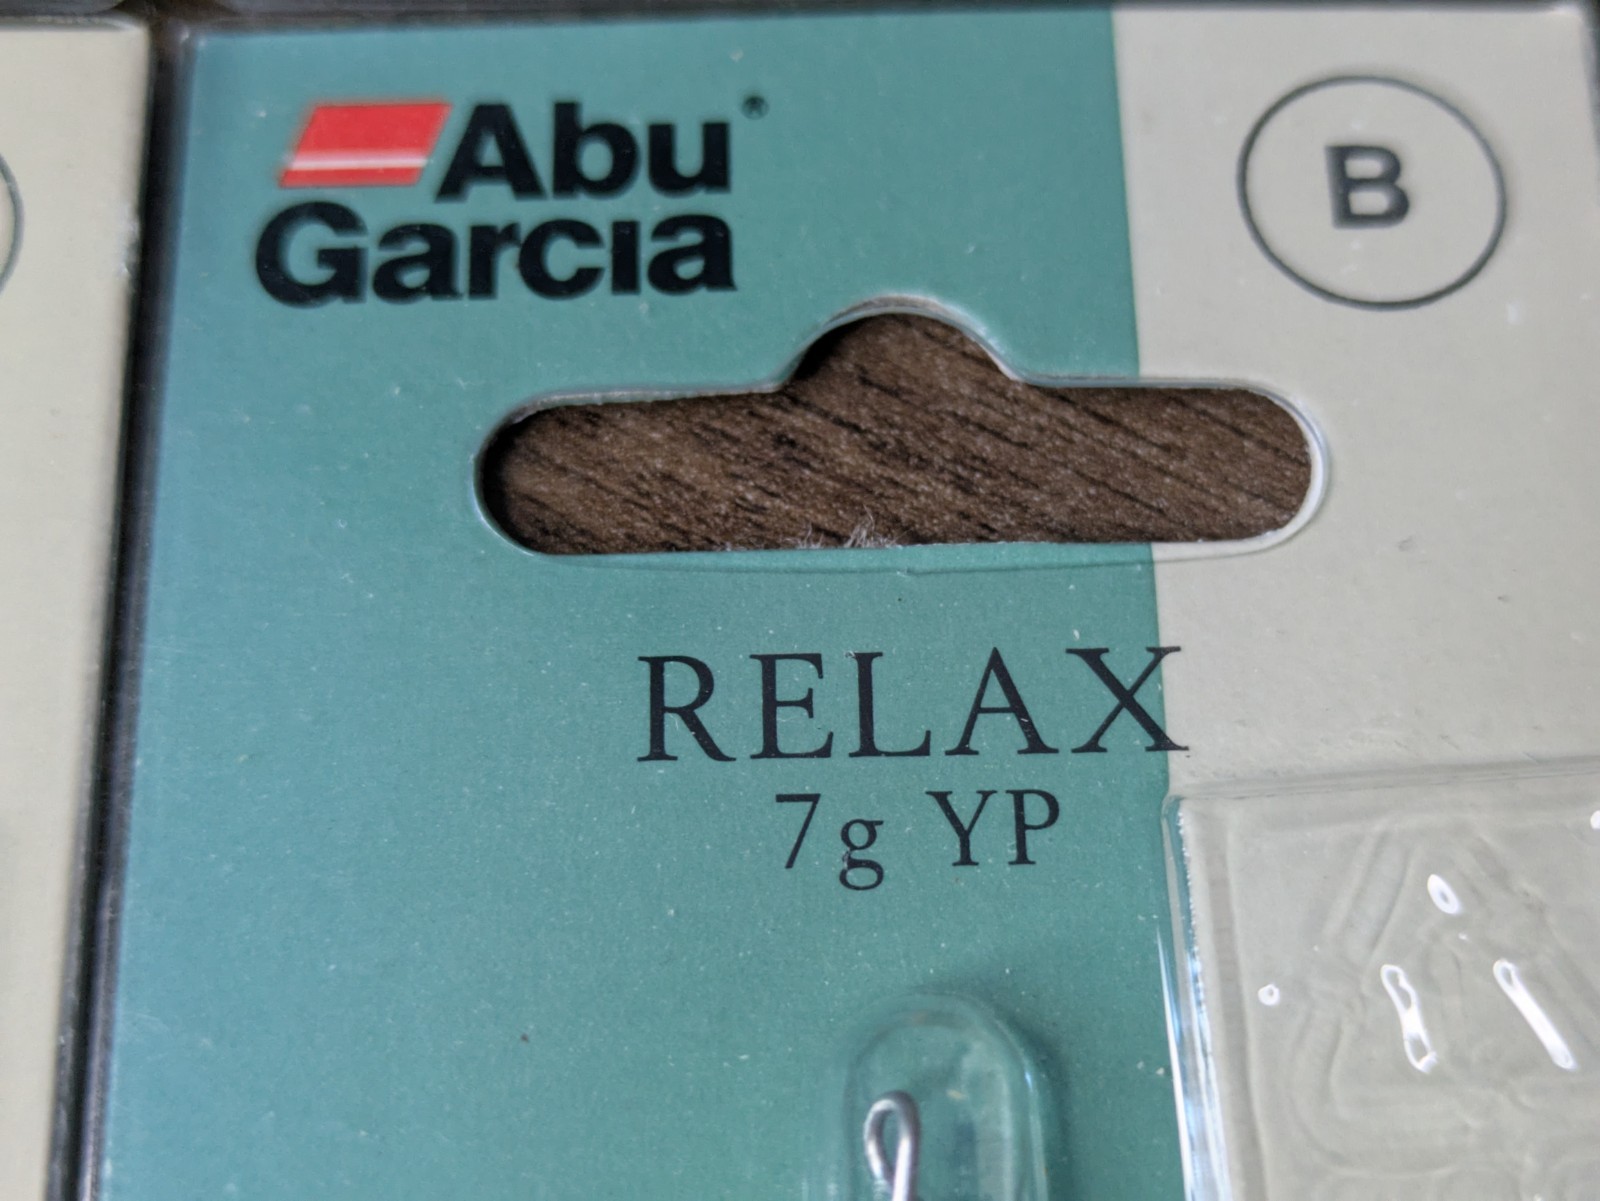 Abu®
Garcia
B
RELAX
7g YP